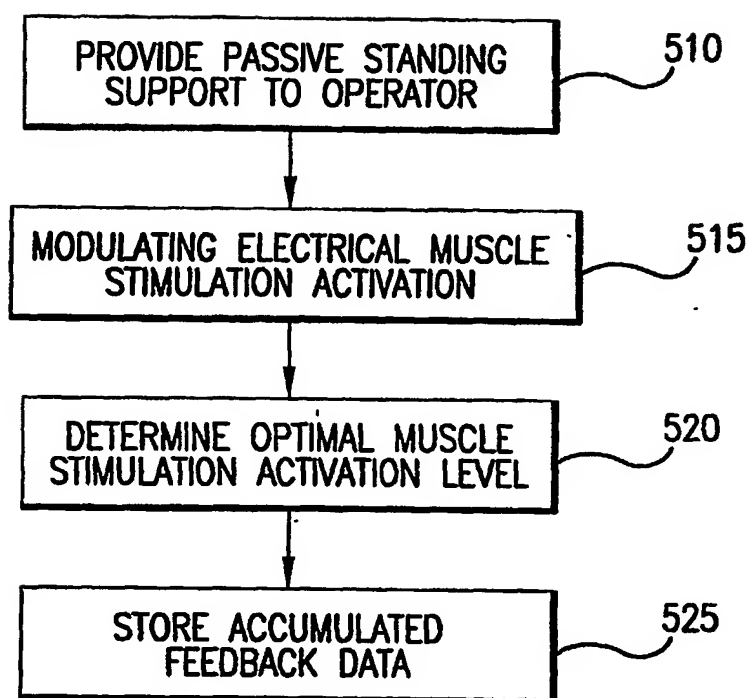 PROVIDE PASSIVE STANDING
SUPPORT TO OPERATOR
510
MODULATING ELECTRICAL MUSCLE
STIMULATION ACTIVATION
515
DETERMINE OPTIMAL MUSCLE
STIMULATION ACTIVATION LEVEL
520
STORE ACCUMULATED
FEEDBACK DATA
525